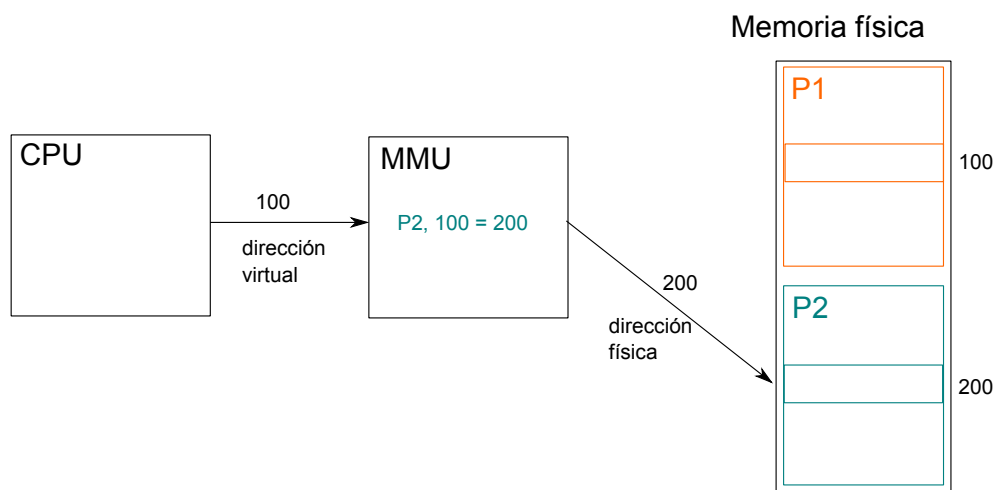 Memoria física
CPU
100
dirección
virtual
MMU
P2, 100 = 200
200
dirección
física
P1
100
P2
200